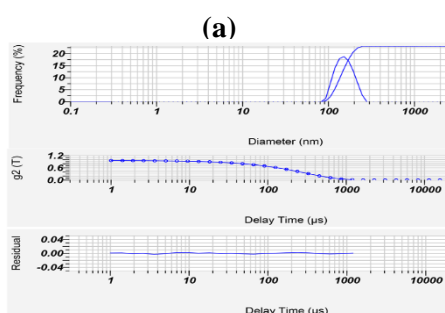 (a)
Frequency (%)
20
15
10
5
0
0.1 1 10 100 1000
Diameter (nm)
g2 (T)
1.2
0.6
0.0
1 10 100 1000 10000
Delay Time (µs)
Residual
0.04
0.00
-0.04
1 10 100 1000 10000
Delay Time (µs)